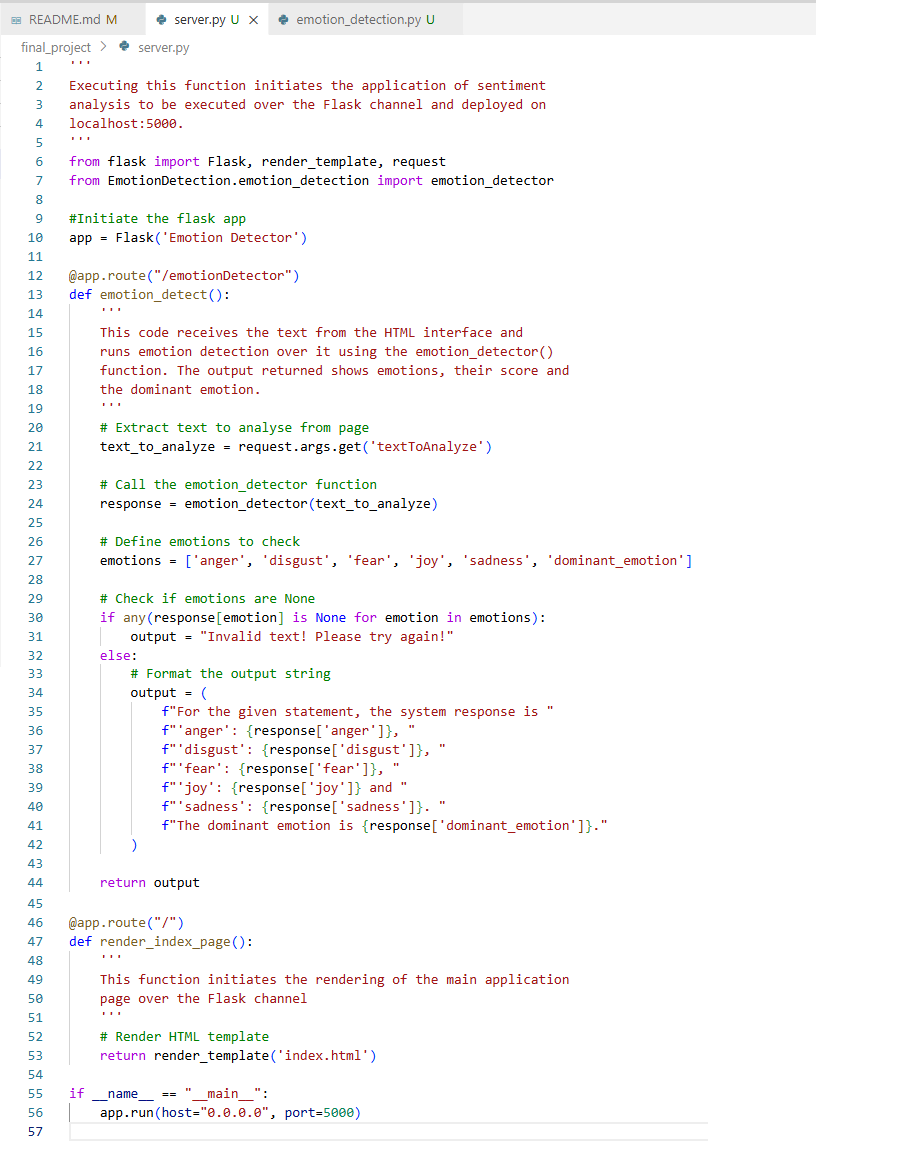 README.md M server.py U × emotion_detection.py U
final_project > server.py
1 '''
2 Executing this function initiates the application of sentiment
3 analysis to be executed over the Flask channel and deployed on
4 localhost:5000.
5 '''
6 from flask import Flask, render_template, request
7 from EmotionDetection.emotion_detection import emotion_detector
8
9 #Initiate the flask app
10 app = Flask('Emotion Detector')
11
12 @app.route("/emotionDetector")
13 def emotion_detect():
14     '''
15     This code receives the text from the HTML interface and
16     runs emotion detection over it using the emotion_detector()
17     function. The output returned shows emotions, their score and
18     the dominant emotion.
19     '''
20     # Extract text to analyse from page
21     text_to_analyze = request.args.get('textToAnalyze')
22
23     # Call the emotion_detector function
24     response = emotion_detector(text_to_analyze)
25
26     # Define emotions to check
27     emotions = ['anger', 'disgust', 'fear', 'joy', 'sadness', 'dominant_emotion']
28
29     # Check if emotions are None
30     if any(response[emotion] is None for emotion in emotions):
31         output = "Invalid text! Please try again!"
32     else:
33         # Format the output string
34         output = (
35             f"For the given statement, the system response is "
36             f"'anger': {response['anger']}, "
37             f"'disgust': {response['disgust']}, "
38             f"'fear': {response['fear']}, "
39             f"'joy': {response['joy']} and "
40             f"'sadness': {response['sadness']}. "
41             f"The dominant emotion is {response['dominant_emotion']}."
42         )
43
44     return output
45
46 @app.route("/")
47 def render_index_page():
48     '''
49     This function initiates the rendering of the main application
50     page over the Flask channel
51     '''
52     # Render HTML template
53     return render_template('index.html')
54
55 if __name__ == "__main__":
56     app.run(host="0.0.0.0", port=5000)
57